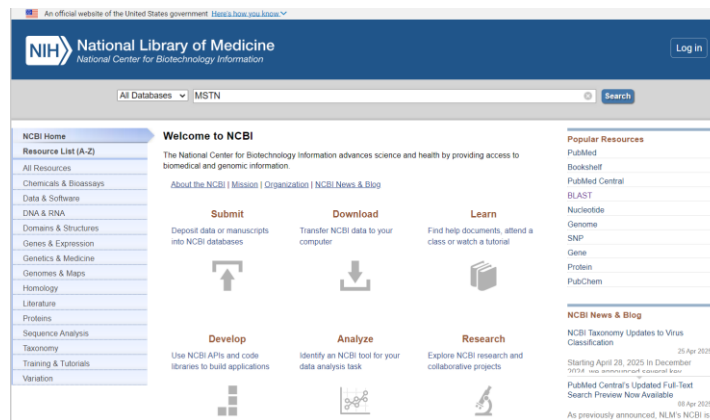 An official website of the United States government Here's how you know
NIH National Library of Medicine
National Center for Biotechnology Information
Log in
All Databases MSTN Search
NCBI Home
Resource List (A-Z)
All Resources
Chemicals & Bioassays
Data & Software
DNA & RNA
Domains & Structures
Genes & Expression
Genetics & Medicine
Genomes & Maps
Homology
Literature
Proteins
Sequence Analysis
Taxonomy
Training & Tutorials
Variation
Welcome to NCBI
The National Center for Biotechnology Information advances science and health by providing access to
biomedical and genomic information.
About the NCBI | Mission | Organization | NCBI News & Blog
Submit
Deposit data or manuscripts
into NCBI databases
Download
Transfer NCBI data to your
computer
Learn
Find help documents, attend a
class or watch a tutorial
Develop
Use NCBI APIs and code
libraries to build applications
Analyze
Identify an NCBI tool for your
data analysis task
Research
Explore NCBI research and
collaborative projects
Popular Resources
PubMed
Bookshelf
PubMed Central
BLAST
Nucleotide
Genome
SNP
Gene
Protein
PubChem
NCBI News & Blog
NCBI Taxonomy Updates to Virus
Classification
25 Apr 2025
Starting April 28, 2025 In December
2024, we announced several key
PubMed Central's Updated Full-Text
Search Preview Now Available
08 Apr 2025
As previously announced, NLM's NCBI is